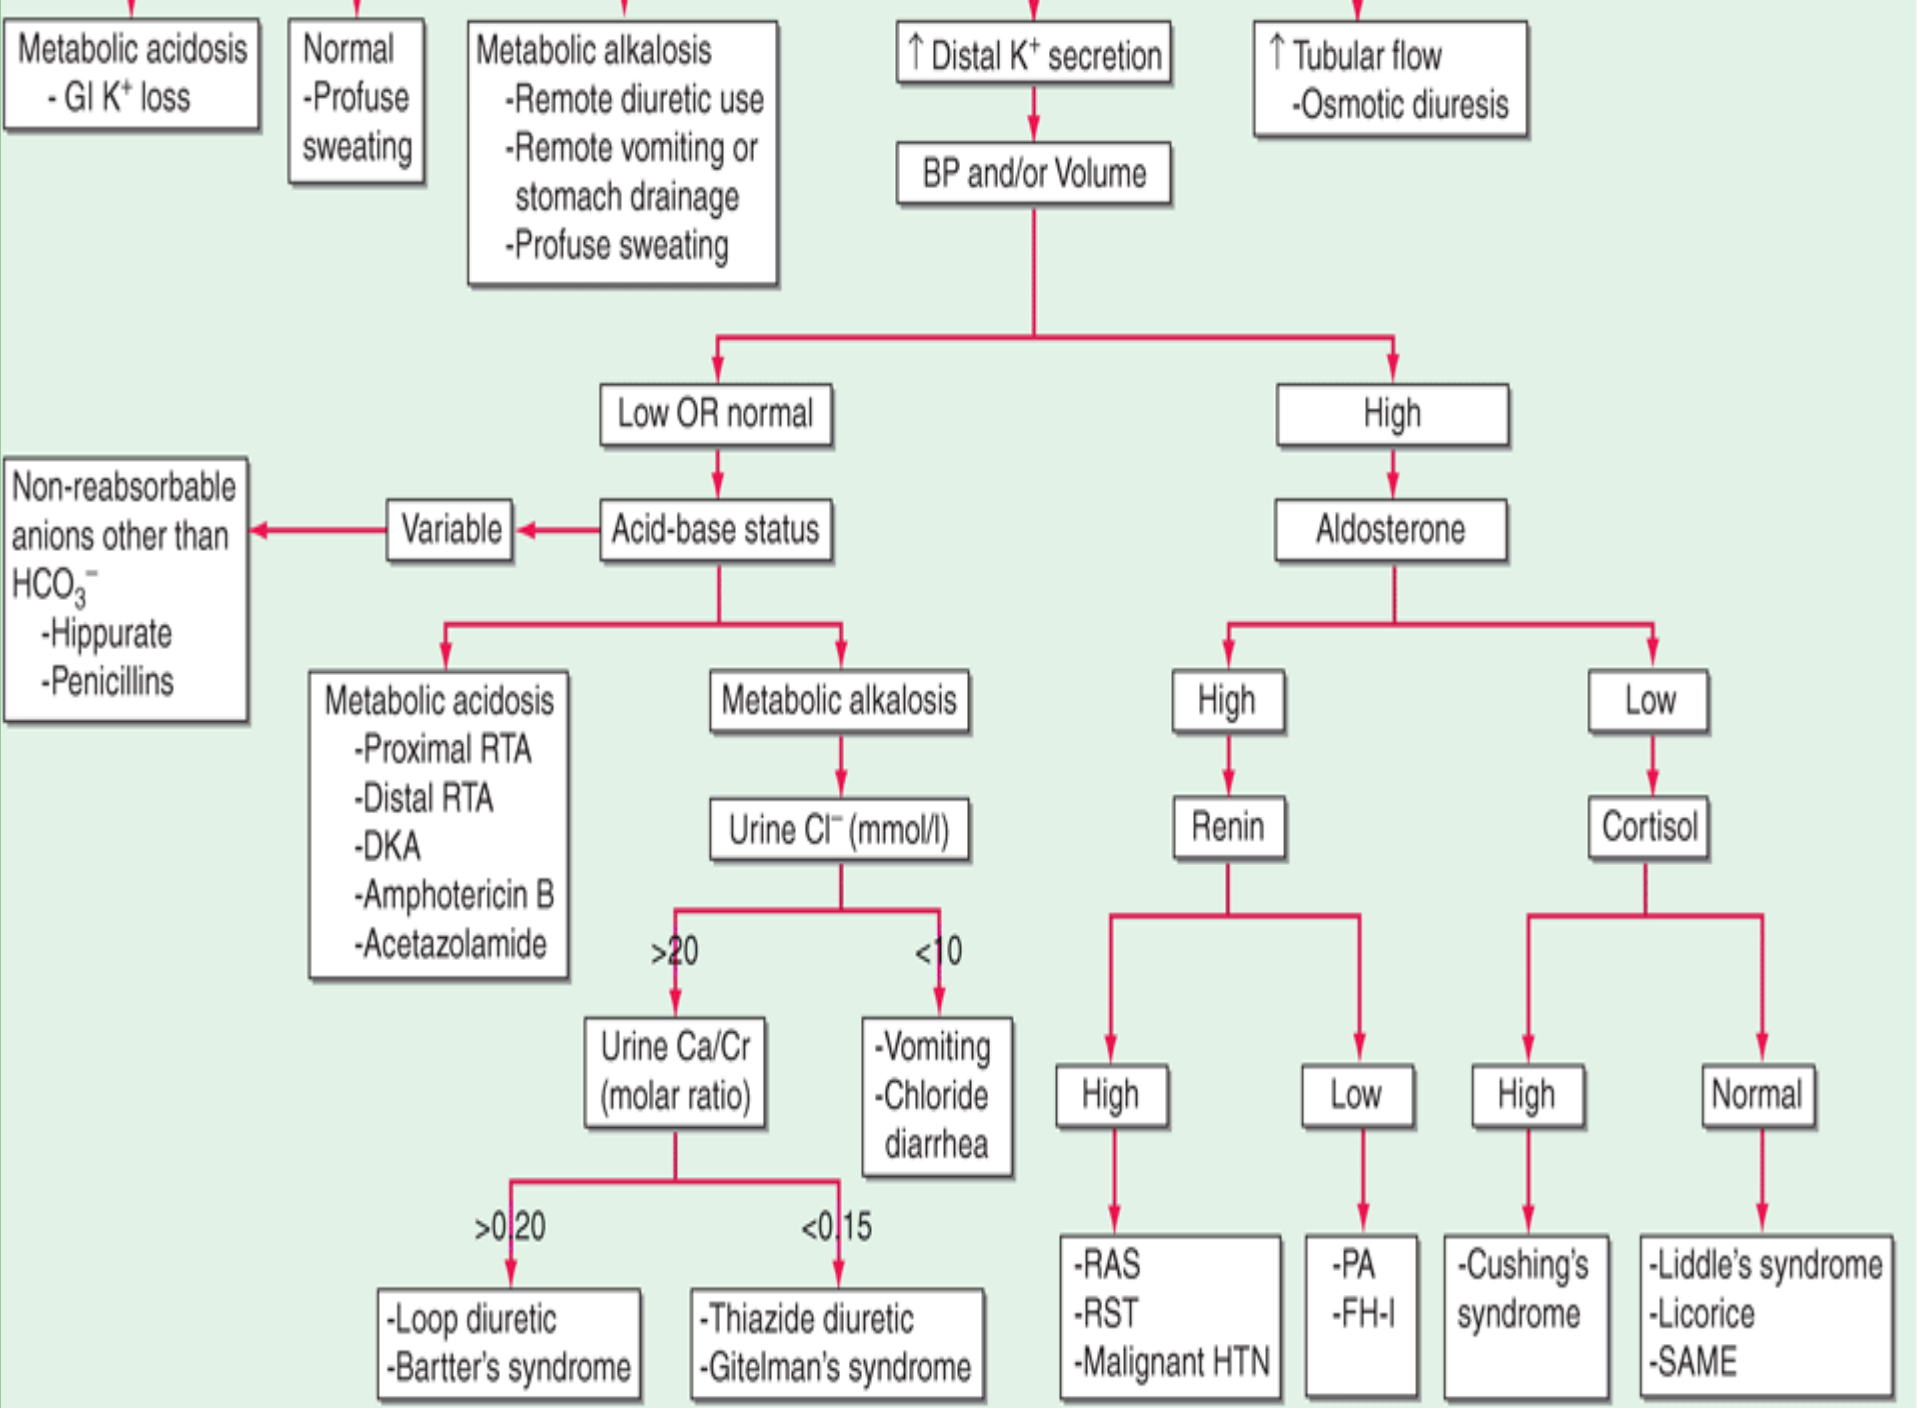 Metabolic acidosis
- GI K⁺ loss
Normal
-Profuse
sweating
Metabolic alkalosis
-Remote diuretic use
-Remote vomiting or
stomach drainage
-Profuse sweating
↑ Distal K⁺ secretion
↑ Tubular flow
-Osmotic diuresis
BP and/or Volume
Low OR normal
High
Non-reabsorbable
anions other than
HCO₃⁻
-Hippurate
-Penicillins
Variable
Acid-base status
Aldosterone
Metabolic acidosis
-Proximal RTA
-Distal RTA
-DKA
-Amphotericin B
-Acetazolamide
Metabolic alkalosis
High
Low
Urine Cl⁻ (mmol/l)
Renin
Cortisol
>20
<10
Urine Ca/Cr
(molar ratio)
-Vomiting
-Chloride
diarrhea
High
Low
High
Normal
>0.20
<0.15
-Loop diuretic
-Bartter's syndrome
-Thiazide diuretic
-Gitelman's syndrome
-RAS
-RST
-Malignant HTN
-PA
-FH-I
-Cushing's
syndrome
-Liddle's syndrome
-Licorice
-SAME